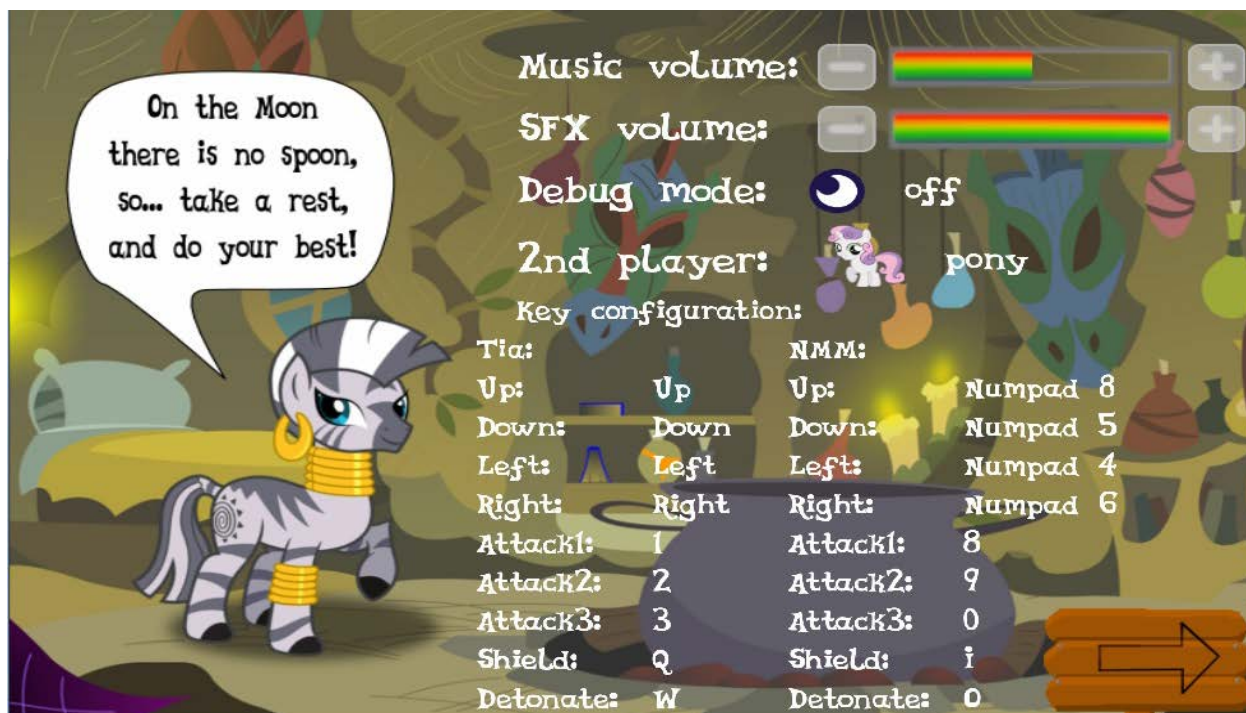 On the Moon
there is no spoon,
so... take a rest,
and do your best!
Music volume:
SFX volume:
Debug mode: off
2nd player: pony
Key configuration:
Tia: NMM:
Up: Up Up: Numpad 8
Down: Down Down: Numpad 5
Left: Left Left: Numpad 4
Right: Right Right: Numpad 6
Attack1: 1 Attack1: 8
Attack2: 2 Attack2: 9
Attack3: 3 Attack3: 0
Shield: Q Shield: i
Detonate: W Detonate: O